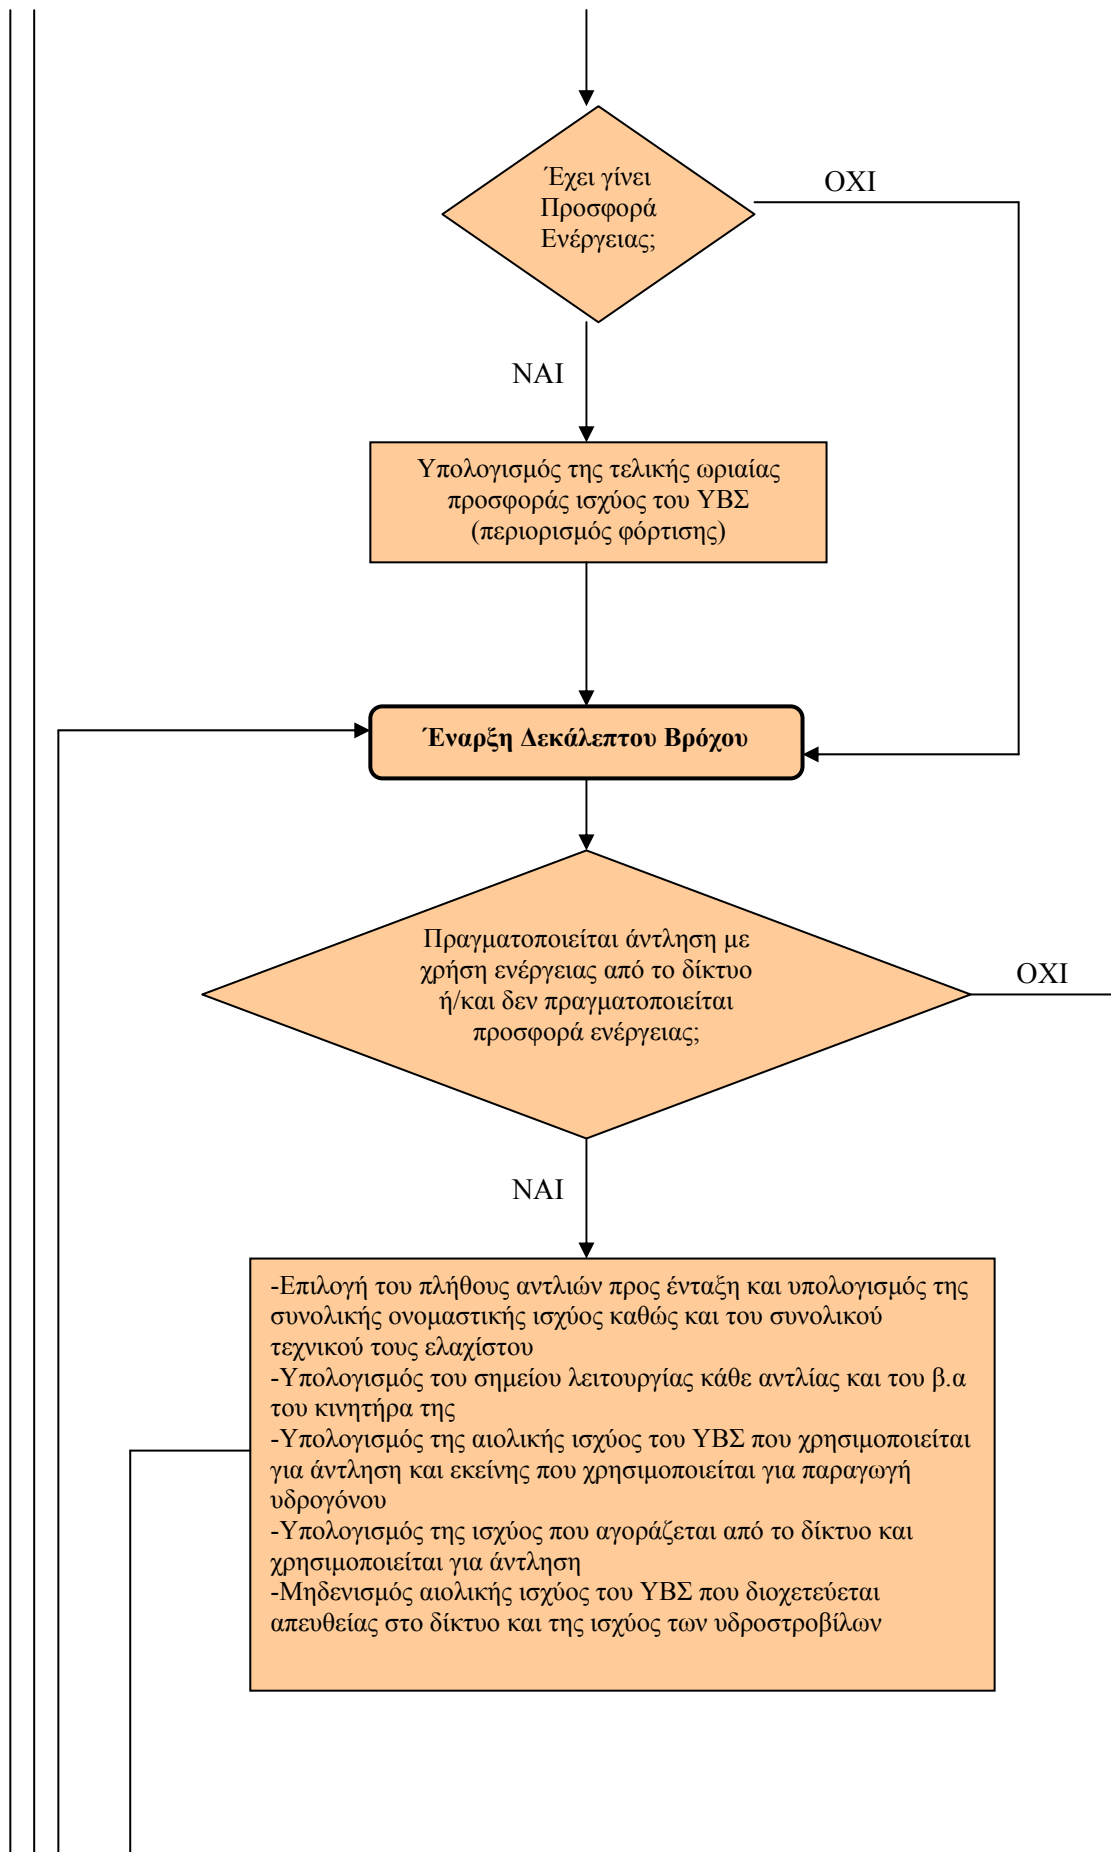 Έχει γίνει
Προσφορά
Ενέργειας;
ΟΧΙ
ΝΑΙ
Υπολογισμός της τελικής ωριαίας
προσφοράς ισχύος του ΥΒΣ
(περιορισμός φόρτισης)
Έναρξη Δεκάλεπτου Βρόχου
Πραγματοποιείται άντληση με
χρήση ενέργειας από το δίκτυο
ή/και δεν πραγματοποιείται
προσφορά ενέργειας;
ΟΧΙ
ΝΑΙ
-Επιλογή του πλήθους αντλιών προς ένταξη και υπολογισμός της
συνολικής ονομαστικής ισχύος καθώς και του συνολικού
τεχνικού τους ελαχίστου
-Υπολογισμός του σημείου λειτουργίας κάθε αντλίας και του β.α
του κινητήρα της
-Υπολογισμός της αιολικής ισχύος του ΥΒΣ που χρησιμοποιείται
για άντληση και εκείνης που χρησιμοποιείται για παραγωγή
υδρογόνου
-Υπολογισμός της ισχύος που αγοράζεται από το δίκτυο και
χρησιμοποιείται για άντληση
-Μηδενισμός αιολικής ισχύος του ΥΒΣ που διοχετεύεται
απευθείας στο δίκτυο και της ισχύος των υδροστροβίλων